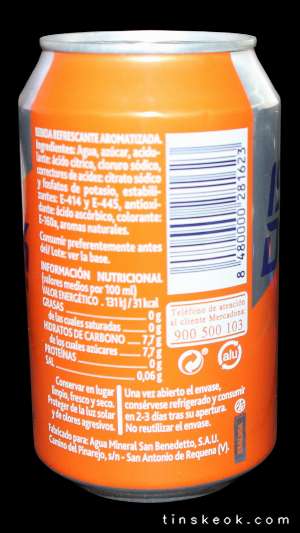 BEBIDA REFRESCANTE AROMATIZADA.
Ingredientes: Agua, azúcar, acidu-
lante: ácido cítrico, cloruro sódico,
correctores de acidez: citrato sódico
y fosfatos de potasio, estabili-
zantes: E-414 y E-445, antioxi-
dante: ácido ascórbico, colorante:
E-160a, aromas naturales.
Consumir preferentemente antes
del/ Lote: ver la base.
INFORMACIÓN NUTRICIONAL
(valores medios por 100 ml)
VALOR ENERGÉTICO . 131 kJ/31 kcal
GRASAS 0 g
de las cuales saturadas 0 g
HIDRATOS DE CARBONO 7,7 g
de los cuales azúcares 7,7 g
PROTEÍNAS 0 g
SAL 0,06 g
8 480000 281623
Teléfono de atención
al cliente Mercadona:
900 500 103
alu
Conservar en lugar
limpio, fresco y seco.
Proteger de la luz solar
y de olores agresivos.
Una vez abierto el envase,
consérvese refrigerado y consumir
en 2-3 días tras su apertura.
No reutilizar el envase.
Fabricado para: Agua Mineral San Benedetto, S.A.U.
Camino del Pinarejo, s/n - San Antonio de Requena (V).
tinskeok.com